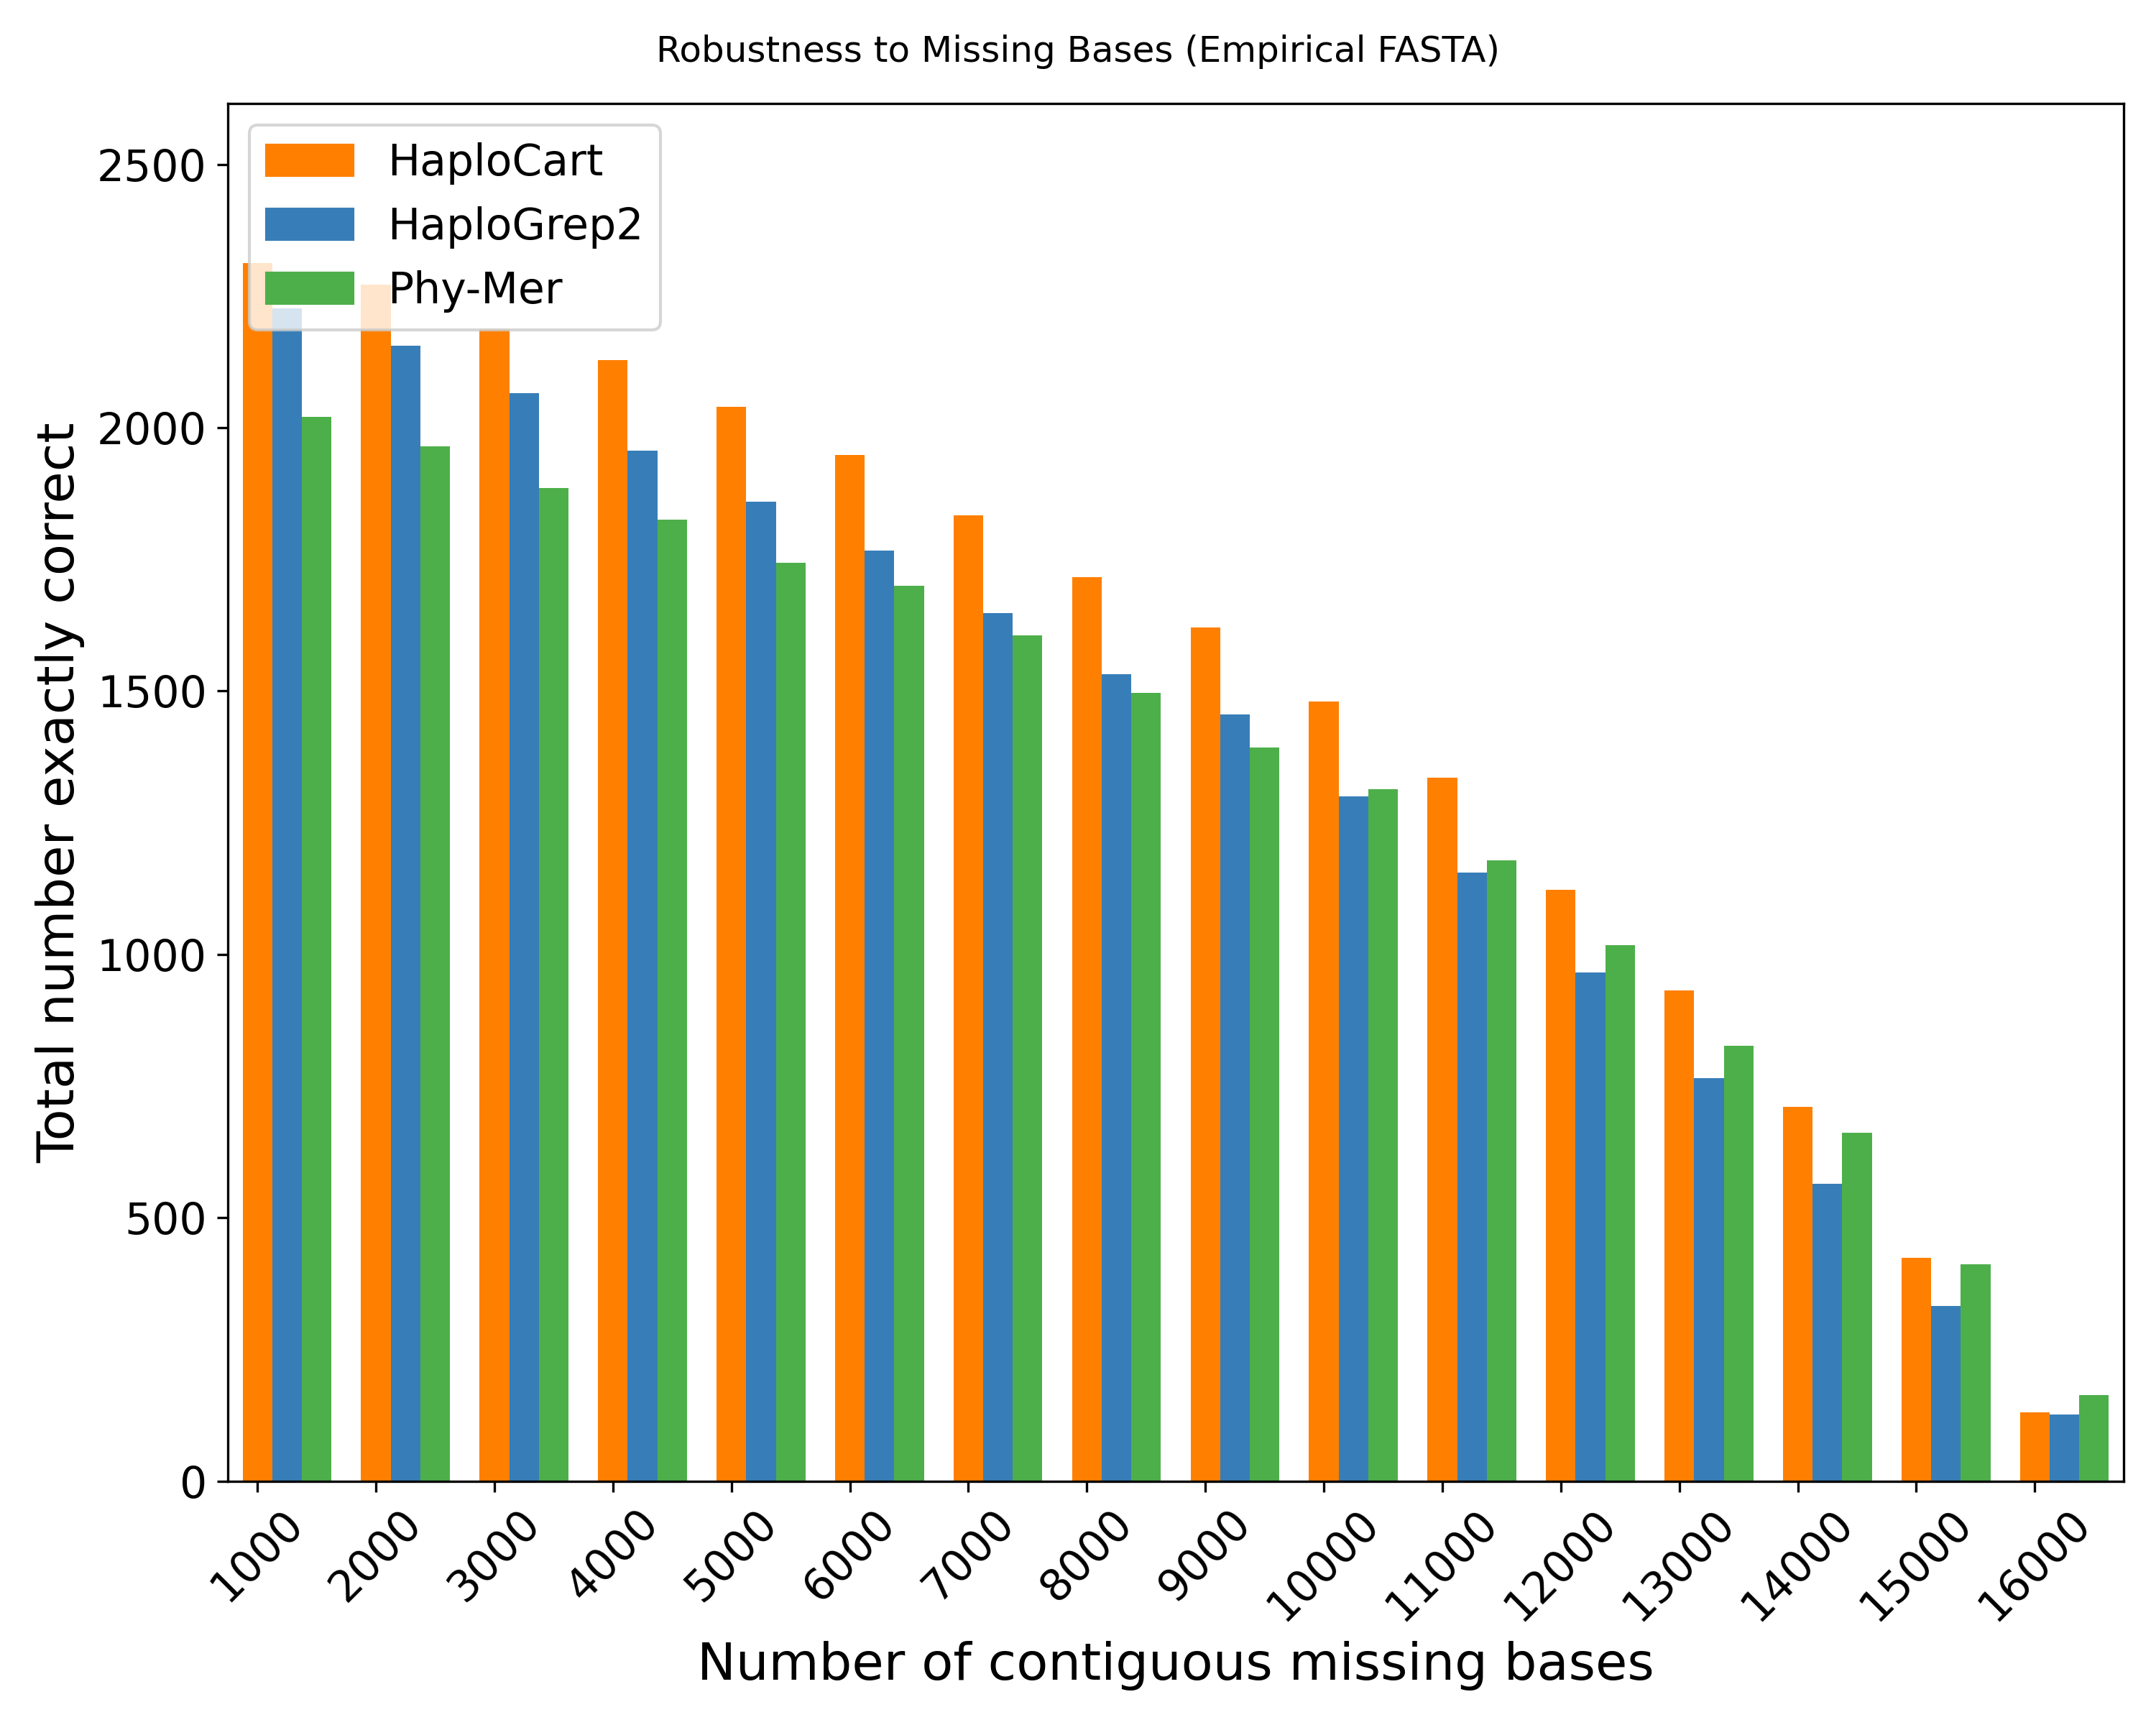 Robustness to Missing Bases (Empirical FASTA)
HaploCart
HaploGrep2
Phy-Mer
Total number exactly correct
2500
2000
1500
1000
500
0
1000 2000 3000 4000 5000 6000 7000 8000 9000 10000 11000 12000 13000 14000 15000 16000
Number of contiguous missing bases